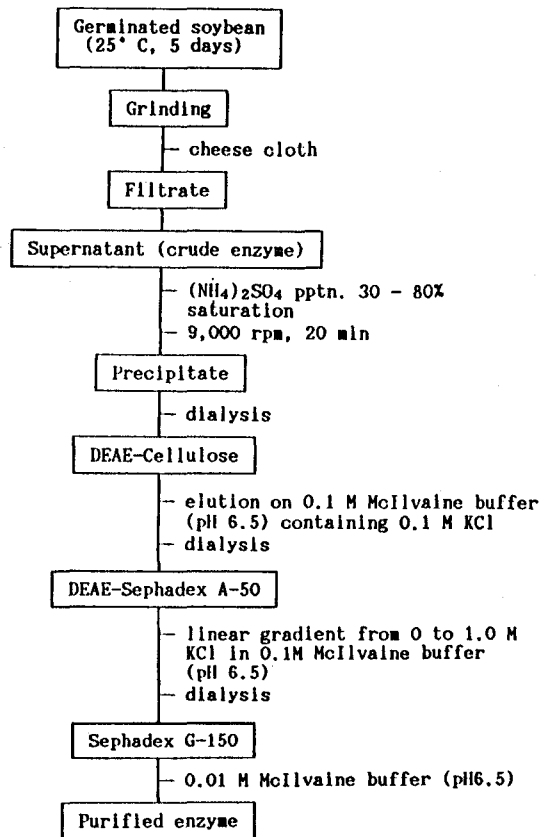 Germinated soybean
(25° C, 5 days)
Grinding
cheese cloth
Filtrate
Supernatant (crude enzyme)
(NH4)2SO4 pptn. 30 - 80%
saturation
9,000 rpm, 20 min
Precipitate
dialysis
DEAE-Cellulose
elution on 0.1 M McIlvaine buffer
(pH 6.5) containing 0.1 M KCl
dialysis
DEAE-Sephadex A-50
linear gradient from 0 to 1.0 M
KCl in 0.1M McIlvaine buffer
(pH 6.5)
dialysis
Sephadex G-150
0.01 M McIlvaine buffer (pH6.5)
Purified enzyme